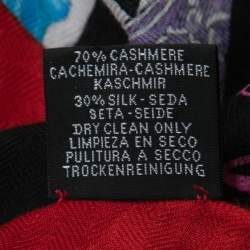 70% CASHMERE
CACHEMIRA-CASHMERE
KASCHMIR
30% SILK-SEDA
SETA-SEIDE
DRY CLEAN ONLY
LIMPIEZA EN SECO
PULITURA A SECCO
TROCKENREINIGUNG